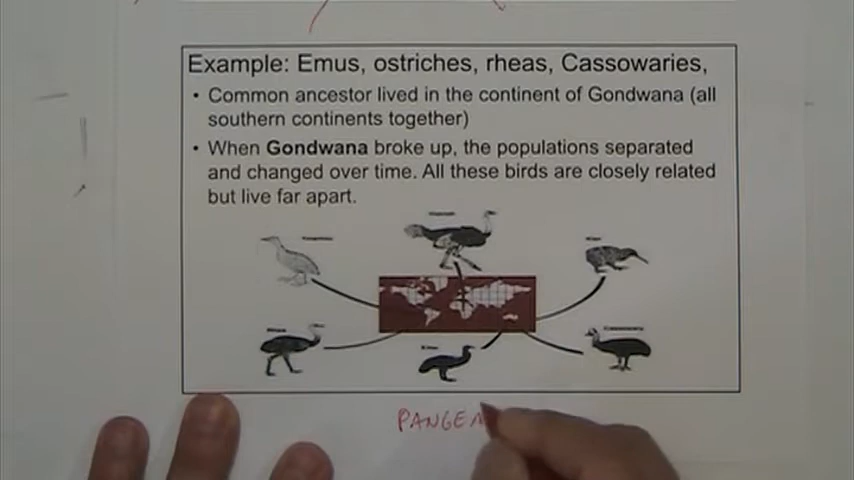 Example: Emus, ostriches, rheas, Cassowaries,
• Common ancestor lived in the continent of Gondwana (all
southern continents together)
• When Gondwana broke up, the populations separated
and changed over time. All these birds are closely related
but live far apart.
PANGEA